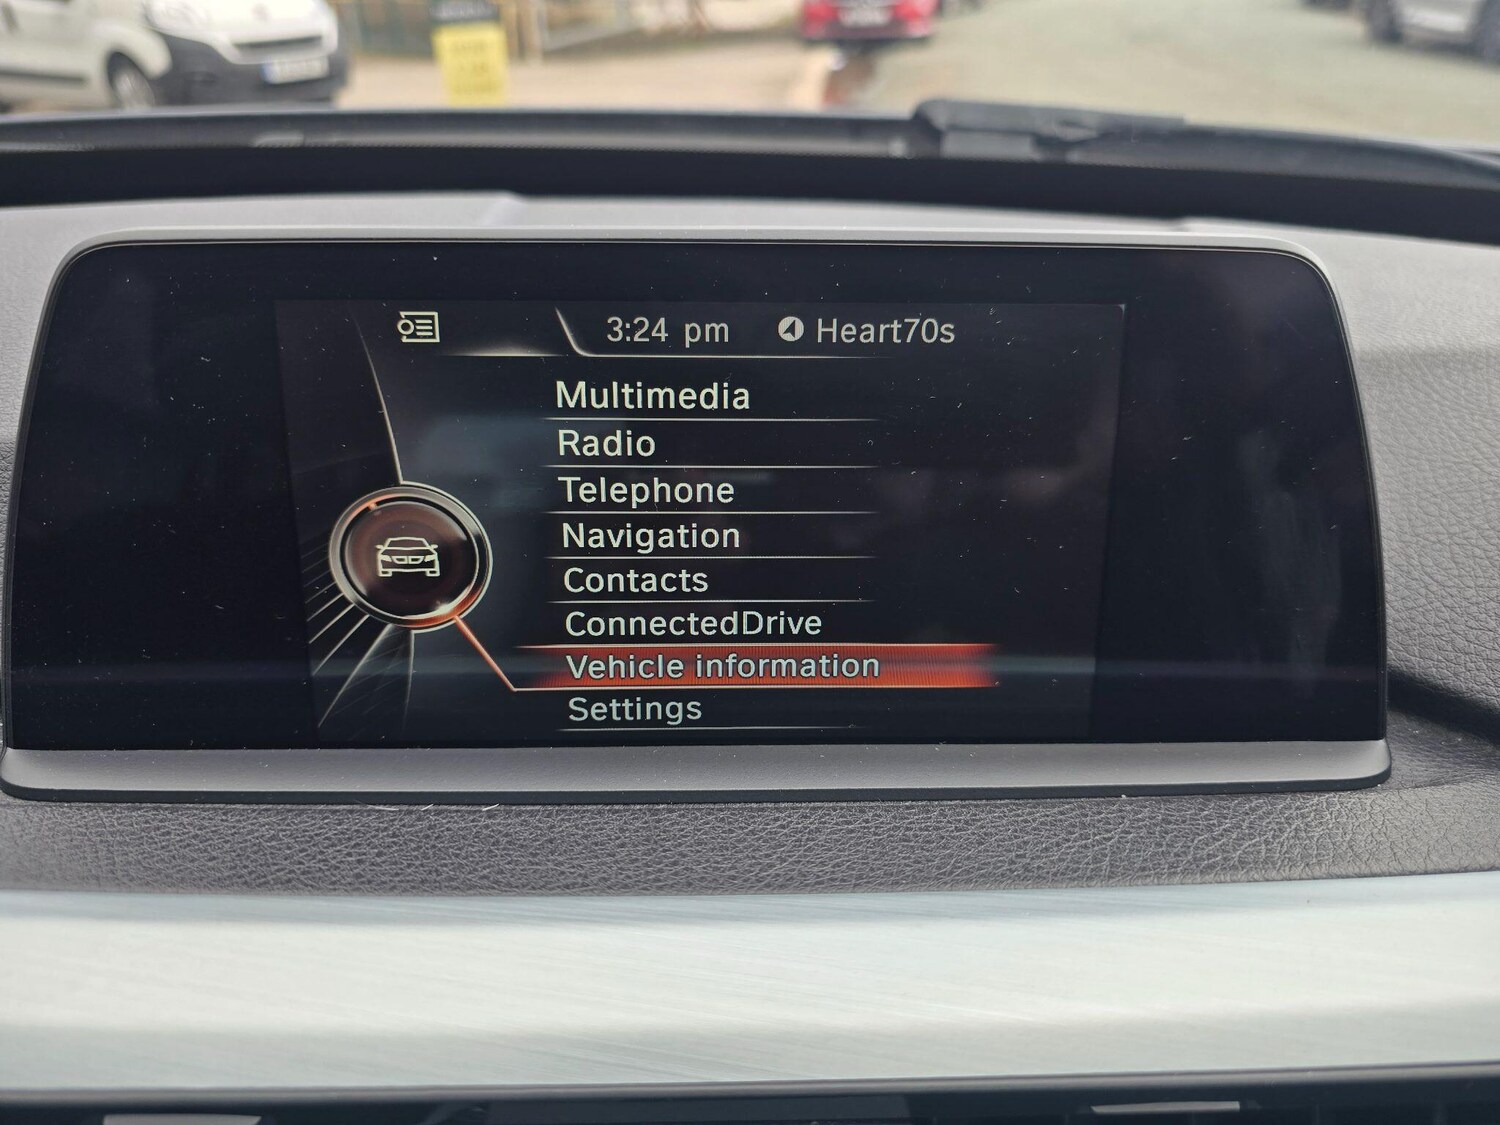 3:24 pm Heart70s
Multimedia
Radio
Telephone
Navigation
Contacts
ConnectedDrive
Vehicle information
Settings